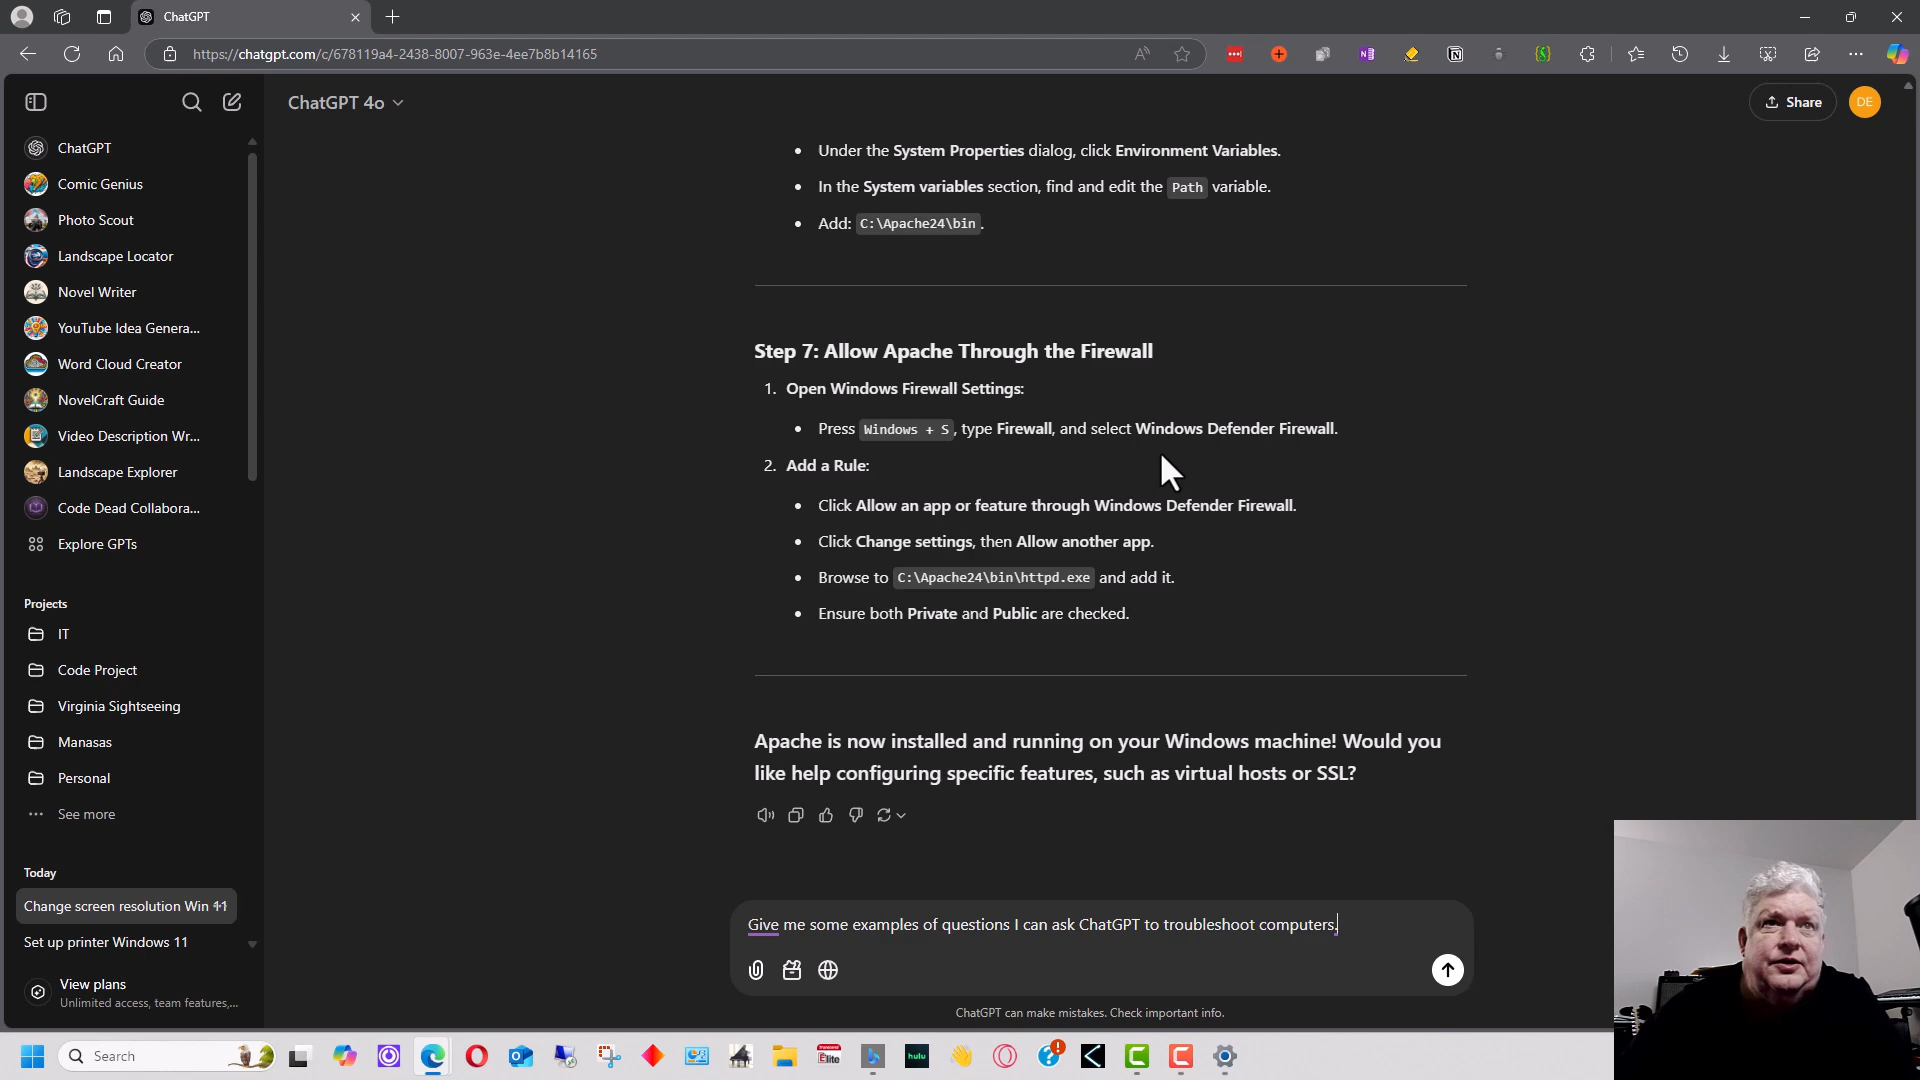 ChatGPT
https://chatgpt.com/c/678119a4-2438-8007-963e-4ee7b8b14165
ChatGPT 4o
Share
DE
ChatGPT
Comic Genius
Photo Scout
Landscape Locator
Novel Writer
YouTube Idea Genera...
Word Cloud Creator
NovelCraft Guide
Video Description Wr...
Landscape Explorer
Code Dead Collabora...
Explore GPTs
Projects
IT
Code Project
Virginia Sightseeing
Manasas
Personal
See more
Today
Change screen resolution Win 11
Set up printer Windows 11
View plans
Unlimited access, team features,...
Under the System Properties dialog, click Environment Variables.
In the System variables section, find and edit the Path variable.
Add: C:\Apache24\bin.
Step 7: Allow Apache Through the Firewall
1. Open Windows Firewall Settings:
Press Windows + S, type Firewall, and select Windows Defender Firewall.
2. Add a Rule:
Click Allow an app or feature through Windows Defender Firewall.
Click Change settings, then Allow another app.
Browse to C:\Apache24\bin\httpd.exe and add it.
Ensure both Private and Public are checked.
Apache is now installed and running on your Windows machine! Would you
like help configuring specific features, such as virtual hosts or SSL?
Give me some examples of questions I can ask ChatGPT to troubleshoot computers.
ChatGPT can make mistakes. Check important info.
Search
Elite
hulu